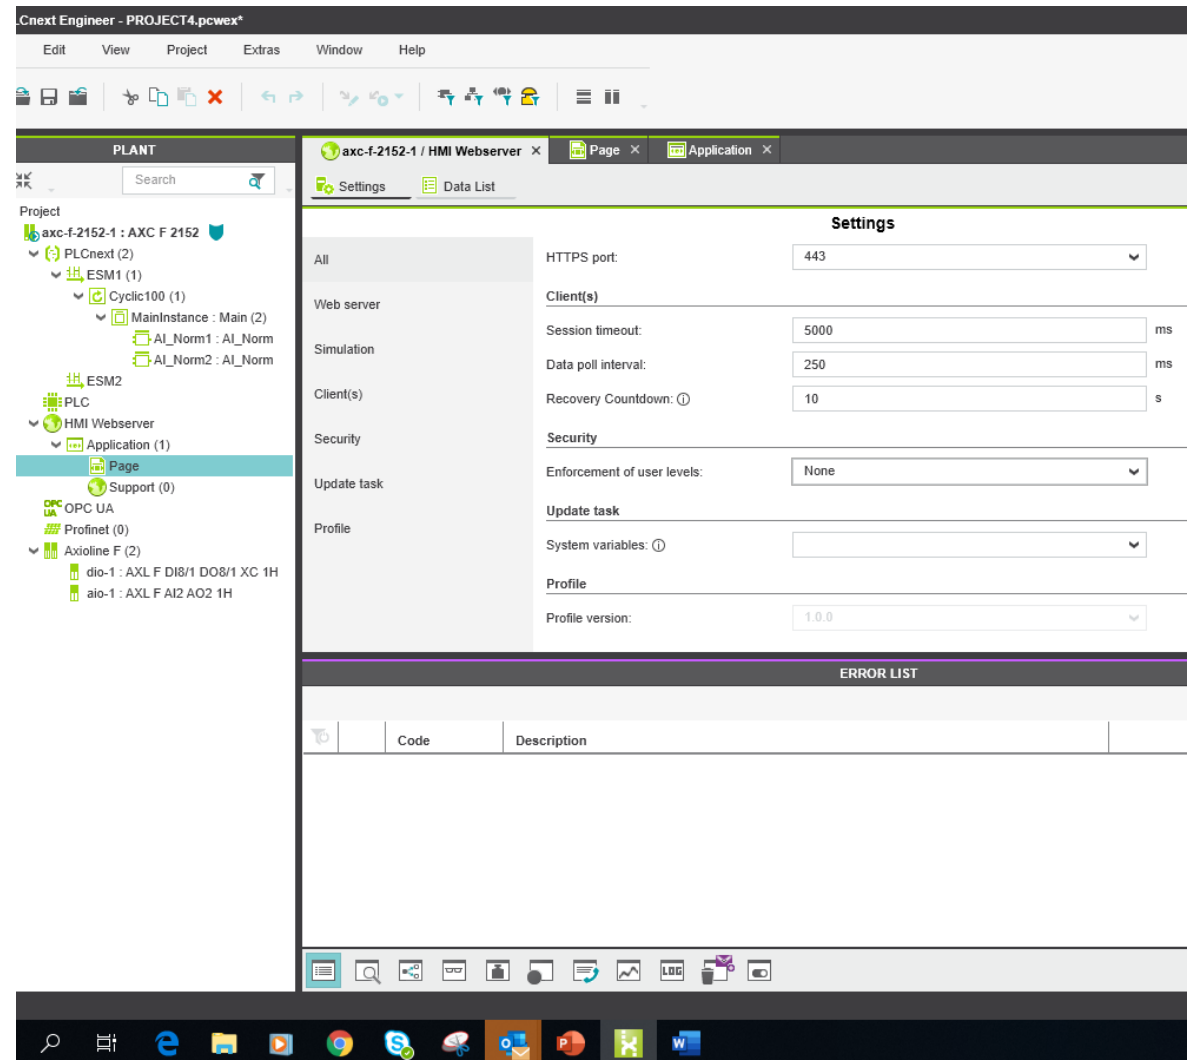 LCnext Engineer - PROJECT4.pcwex*
Edit View Project Extras Window Help
PLANT
Search
Project
axc-f-2152-1 : AXC F 2152
PLCnext (2)
ESM1 (1)
Cyclic100 (1)
MainInstance : Main (2)
AI_Norm1 : AI_Norm
AI_Norm2 : AI_Norm
ESM2
PLC
HMI Webserver
Application (1)
Page
Support (0)
OPC UA OPC UA
Profinet (0)
Axioline F (2)
dio-1 : AXL F DI8/1 DO8/1 XC 1H
aio-1 : AXL F AI2 AO2 1H
axc-f-2152-1 / HMI Webserver × Page × Application ×
Settings Data List
Settings
All
Web server
Simulation
Client(s)
Security
Update task
Profile
HTTPS port: 443
Client(s)
Session timeout: 5000 ms
Data poll interval: 250 ms
Recovery Countdown: 10 s
Security
Enforcement of user levels: None
Update task
System variables:
Profile
Profile version: 1.0.0
ERROR LIST
Code Description
LOG